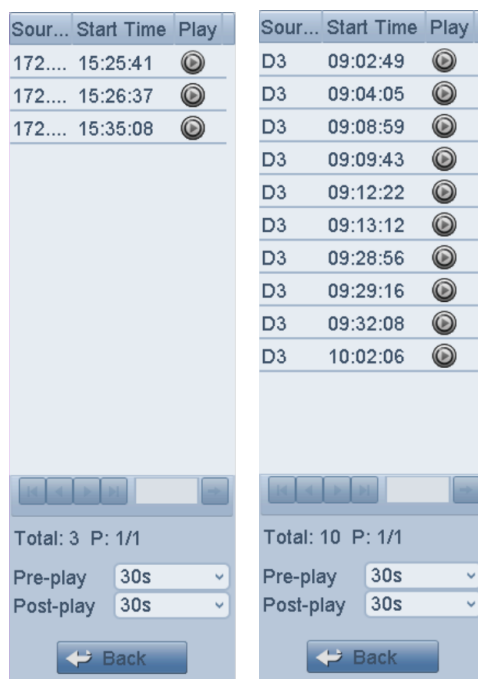 Sour... Start Time Play
172.... 15:25:41
172.... 15:26:37
172.... 15:35:08
Total: 3 P: 1/1
Pre-play 30s
Post-play 30s
Back
Sour... Start Time Play
D3 09:02:49
D3 09:04:05
D3 09:08:59
D3 09:09:43
D3 09:12:22
D3 09:13:12
D3 09:28:56
D3 09:29:16
D3 09:32:08
D3 10:02:06
Total: 10 P: 1/1
Pre-play 30s
Post-play 30s
Back